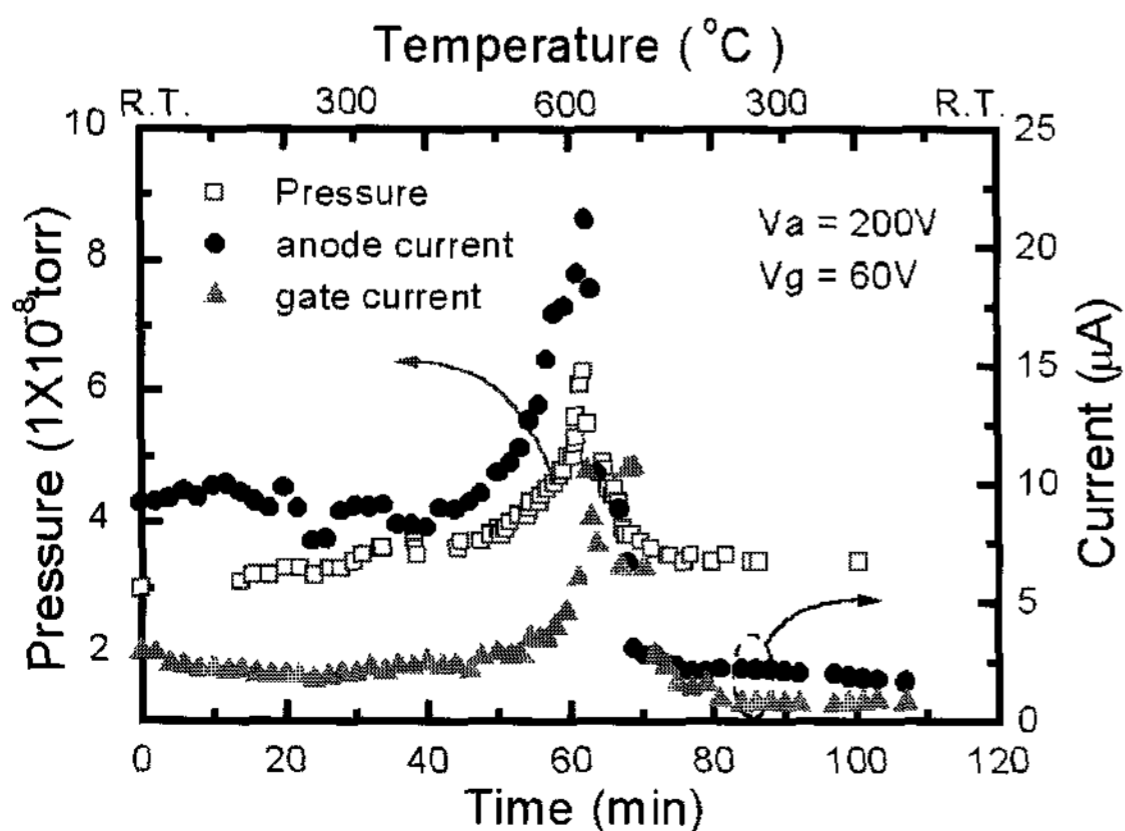 Temperature (°C)
R.T. 300 600 300 R.T.
10 8 6 4 2
Pressure (1X10⁻⁸torr)
Pressure
anode current
gate current
Va = 200V
Vg = 60V
25 20 15 10 5 0
Current (μA)
0 20 40 60 80 100 120
Time (min)